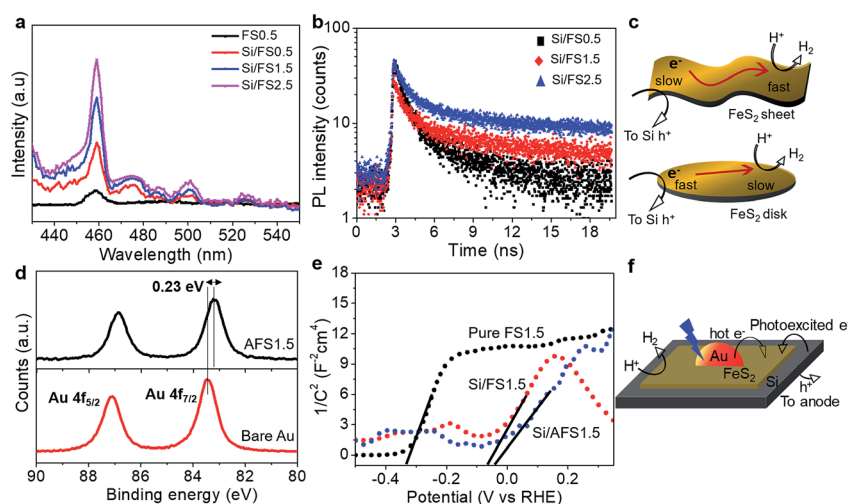 a
FS0.5
Si/FS0.5
Si/FS1.5
Si/FS2.5
Intensity (a.u)
440 460 480 500 520 540
Wavelength (nm)
b
Si/FS0.5
Si/FS1.5
Si/FS2.5
PL intensity (counts)
100
10
1
0 3 6 9 12 15 18
Time (ns)
c
H+
H2
e-
slow
fast
FeS2 sheet
To Si h+
H+
H2
e-
fast
slow
To Si h+
FeS2 disk
d
0.23 eV
AFS1.5
Counts (a.u.)
Au 4f5/2
Au 4f7/2
Bare Au
90 88 86 84 82 80
Binding energy (eV)
e
18
15
12
9
6
3
0
1/C2 (F-2cm4)
Pure FS1.5
Si/FS1.5
Si/AFS1.5
-0.4 -0.2 0.0 0.2
Potential (V vs RHE)
f
hot e-
Photoexcited e-
H2
Au
H+
FeS2
Si
h+
To anode